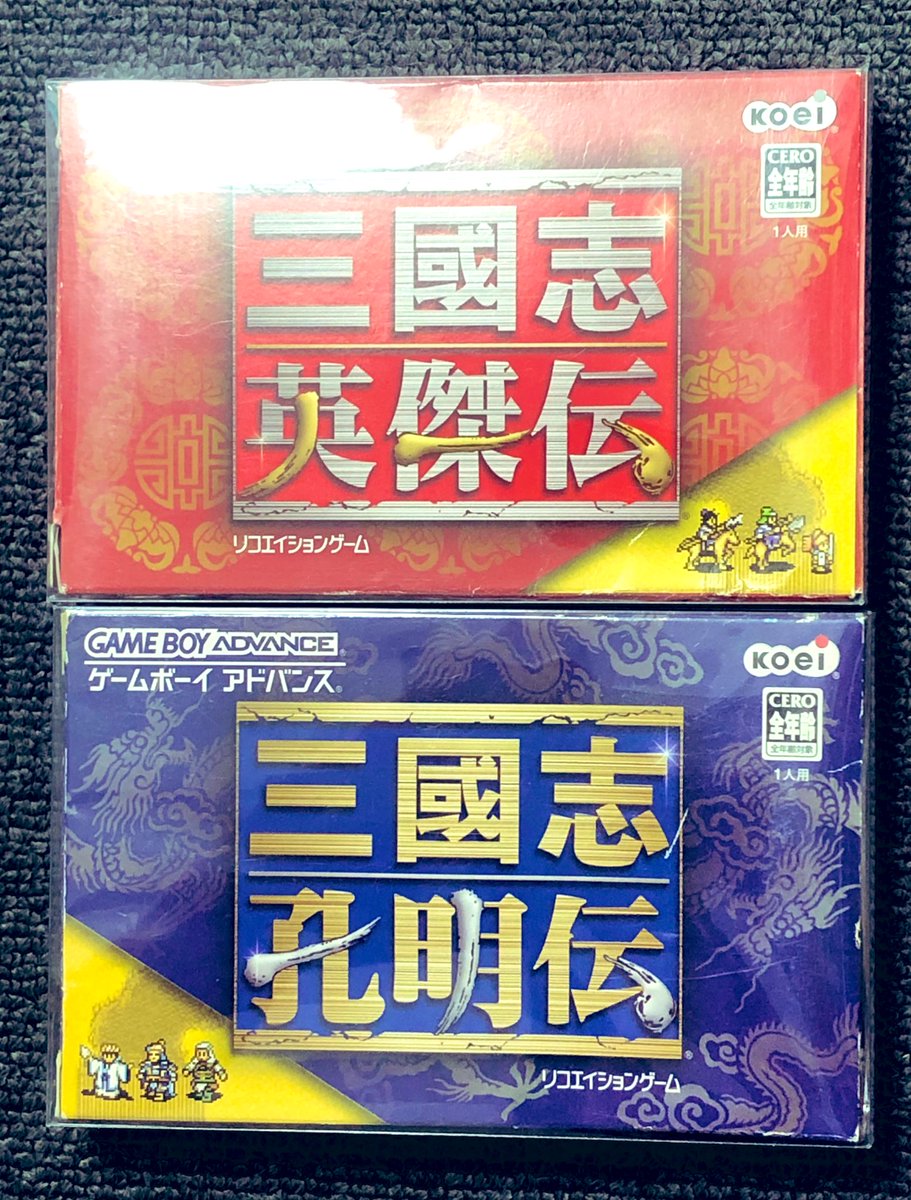 Koei
CERO
全年齢
全年齢対象
1人用
三國志
英傑伝
リコエイションゲーム
GAME BOY ADVANCE
ゲームボーイ アドバンス
Koei
CERO
全年齢
全年齢対象
1人用
三國志
孔明伝
リコエイションゲーム